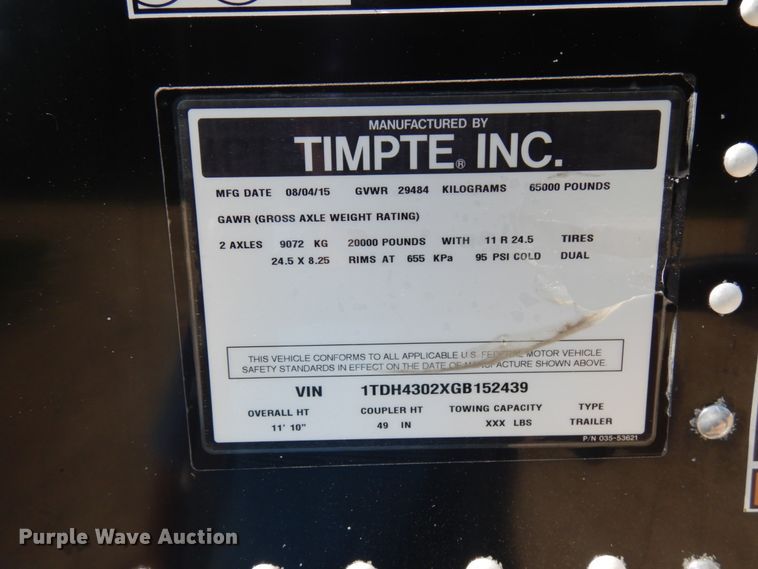 MANUFACTURED BY
TIMPTE® INC.
MFG DATE 08/04/15 GVWR 29484 KILOGRAMS 65000 POUNDS
GAWR (GROSS AXLE WEIGHT RATING)
2 AXLES 9072 KG 20000 POUNDS WITH 11 R 24.5 TIRES
24.5 X 8.25 RIMS AT 655 KPa 95 PSI COLD DUAL
THIS VEHICLE CONFORMS TO ALL APPLICABLE U.S. FEDERAL MOTOR VEHICLE
SAFETY STANDARDS IN EFFECT ON THE DATE OF MANUFACTURE SHOWN ABOVE.
VIN 1TDH4302XGB152439
OVERALL HT COUPLER HT TOWING CAPACITY TYPE
11' 10" 49 IN XXX LBS TRAILER
P/N 035-53621
Purple Wave Auction